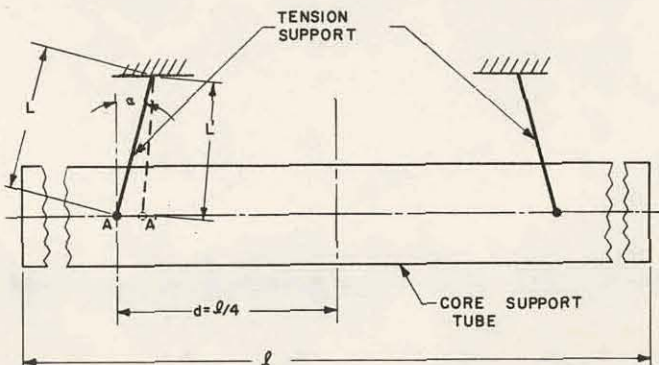 TENSION
SUPPORT
α
L
L'
A
A'
d=ℓ/4
CORE SUPPORT
TUBE
ℓ